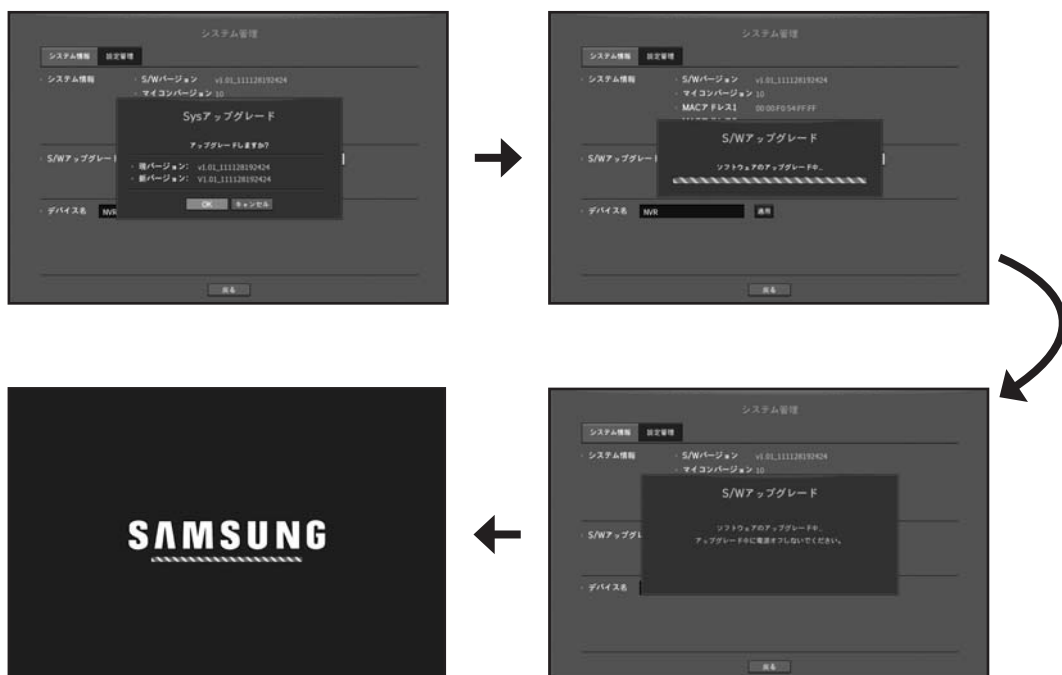 システム管理
システム情報 設定管理
システム情報 S/Wバージョン v1.01_111128192424
マイコンバージョン 10
Sysアップグレード
アップグレードしますか?
S/Wアップグレード
現バージョン: v1.01_111128192424
新バージョン: V1.01_111128192424
OK キャンセル
デバイス名 NVR
戻る
システム管理
システム情報 設定管理
システム情報 S/Wバージョン v1.01_111128192424
マイコンバージョン 10
MACアドレス1 00:00:F0:54:FF:FF
S/Wアップグレード
ソフトウェアのアップグレード中...
S/Wアップグレー
デバイス名 NVR 適用
戻る
システム管理
システム情報 設定管理
システム情報 S/Wバージョン v1.01_111128192424
マイコンバージョン 10
S/Wアップグレード
ソフトウェアのアップグレード中...
S/Wアップグ アップグレード中に電源オフしないでください。
デバイス名
戻る
SAMSUNG